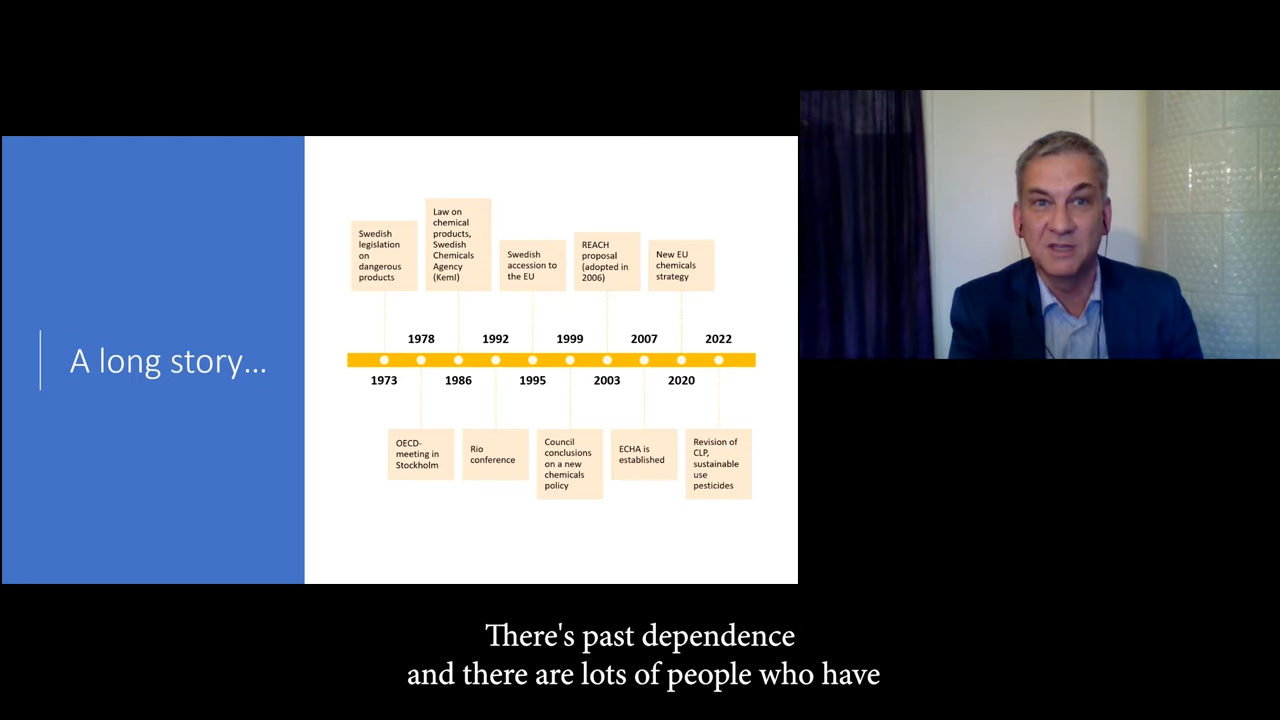 A long story...
Swedish
legislation
on
dangerous
products
Law on
chemical
products,
Swedish
Chemicals
Agency
(KemI)
Swedish
accession to
the EU
REACH
proposal
(adopted in
2006)
New EU
chemicals
strategy
1978
1992
1999
2007
2022
1973
1986
1995
2003
2020
OECD-
meeting in
Stockholm
Rio
conference
Council
conclusions
on a new
chemicals
policy
ECHA is
established
Revision of
CLP,
sustainable
use
pesticides
There's past dependence
and there are lots of people who have